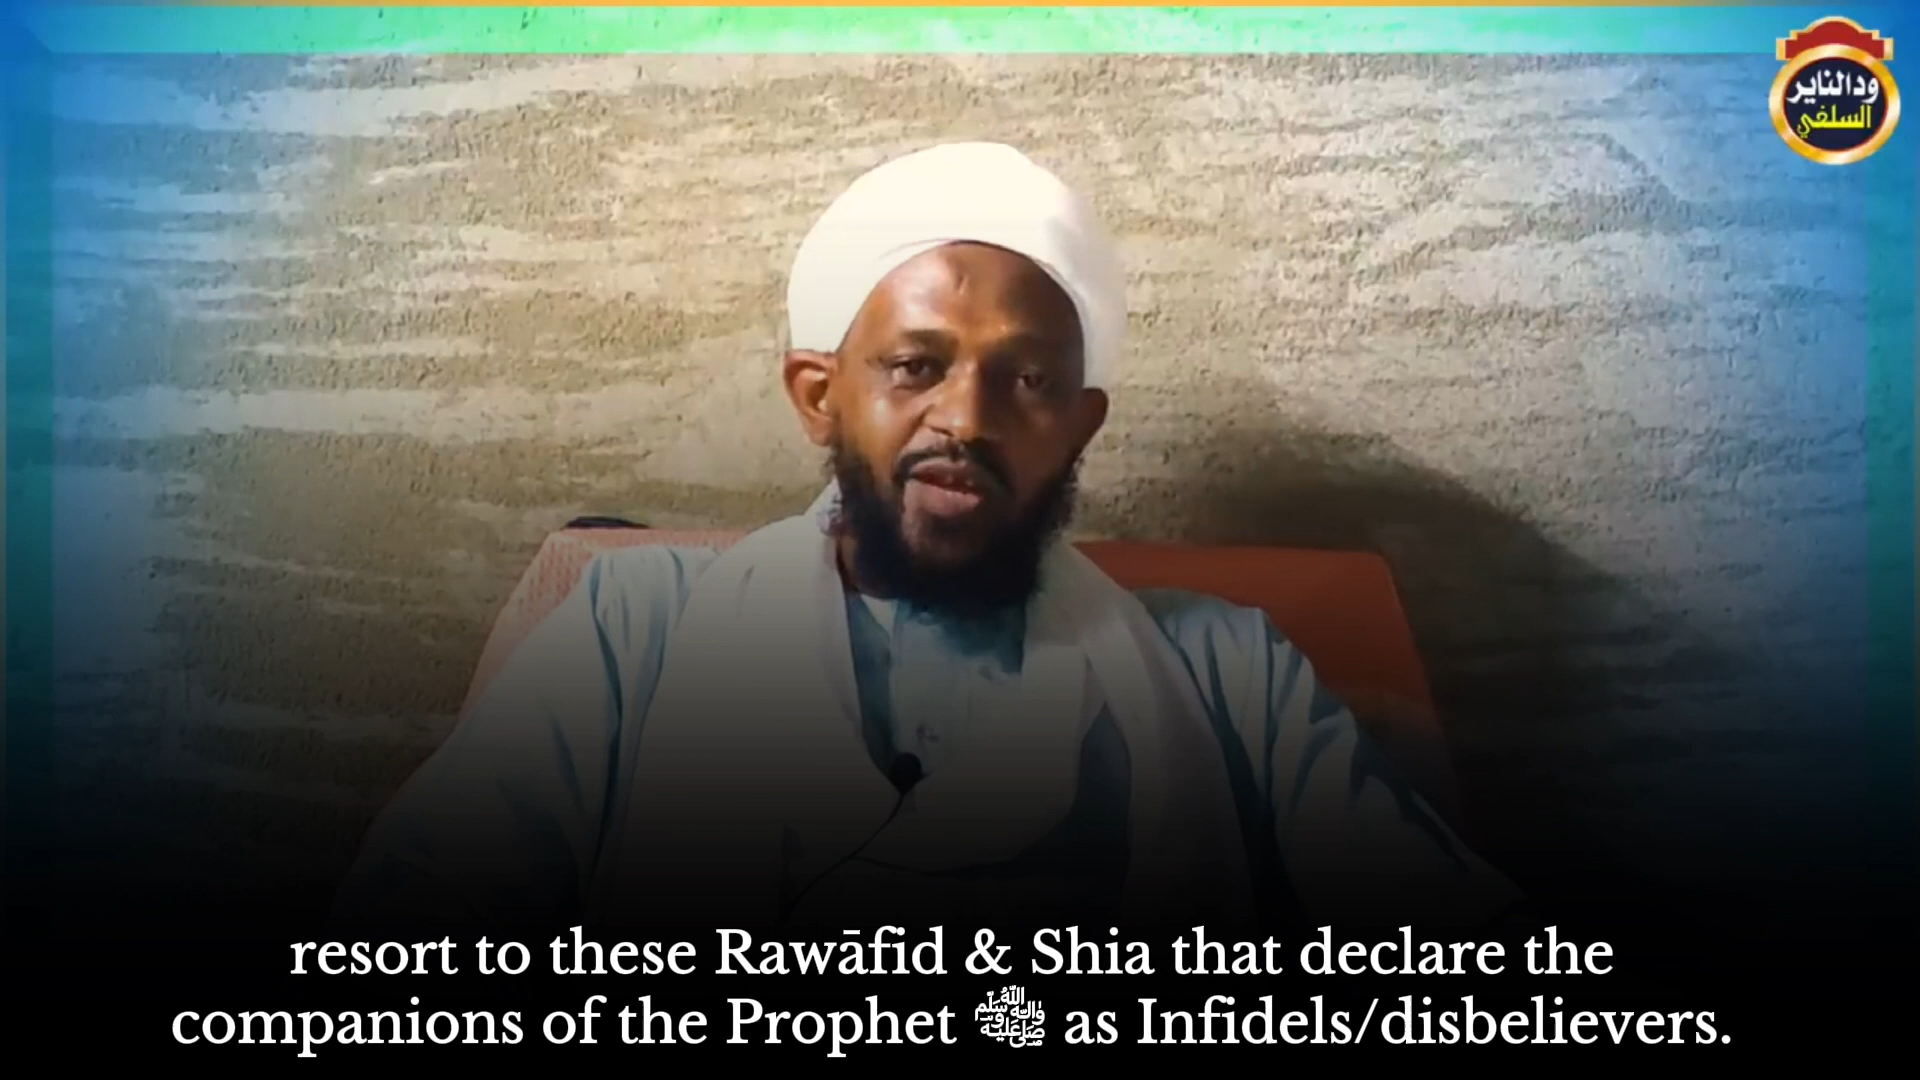 ودالناير
السلفي
resort to these Rawāfid & Shia that declare the
companions of the Prophet ﷺ as Infidels/disbelievers.